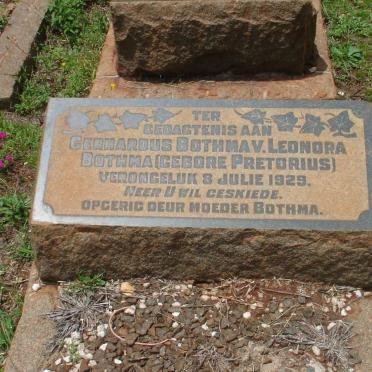 TER
GEDAGTENIS AAN
GERHARDUS BOTHMA V. LEONORA
BOTHMA (GEBORE PRETORIUS)
VERONGELUK 8 JULIE 1929.
HEER U WIL GESKIEDE.
OPGERIG DEUR MOEDER BOTHMA.